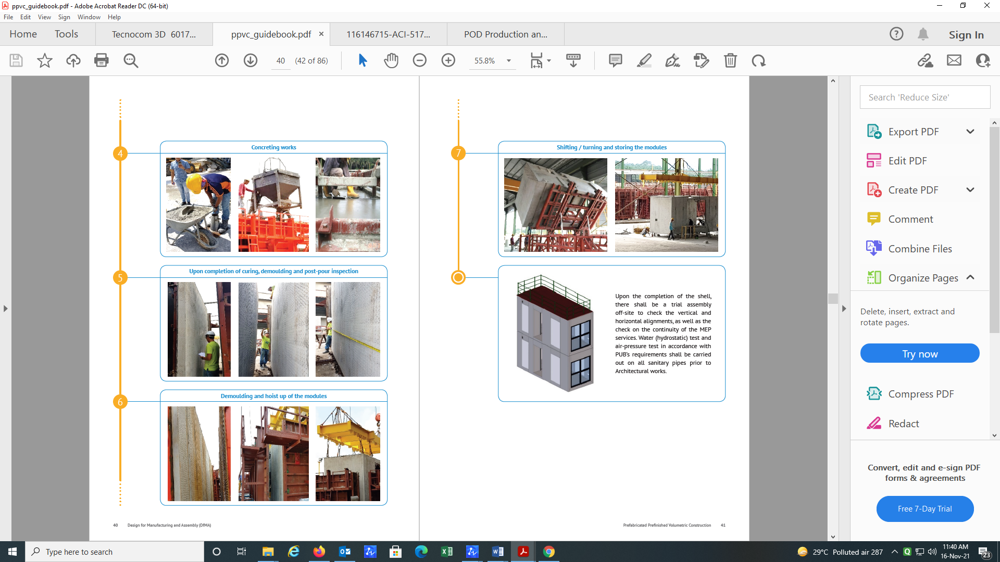 ppvc_guidebook.pdf - Adobe Acrobat Reader DC (64-bit)
File Edit View Sign Window Help
Home Tools Tecnocom 3D 6017... ppvc_guidebook.pdf × 116146715-ACI-517... POD Production an... Sign In
40 (42 of 86) 55.8%
4
Concreting works
5
Upon completion of curing, demoulding and post-pour inspection
6
Demoulding and hoist up of the modules
40 Design for Manufacturing and Assembly (DfMA)
7
Shifting / turning and storing the modules
Upon the completion of the shell,
there shall be a trial assembly
off-site to check the vertical and
horizontal alignments, as well as the
check on the continuity of the MEP
services. Water (hydrostatic) test and
air-pressure test in accordance with
PUB's requirements shall be carried
out on all sanitary pipes prior to
Architectural works.
Prefabricated Prefinished Volumetric Construction 41
Search 'Reduce Size'
Export PDF
Edit PDF
Create PDF
Comment
Combine Files
Organize Pages
Delete, insert, extract and
rotate pages.
Try now
Compress PDF
Redact
Convert, edit and e-sign PDF
forms & agreements
Free 7-Day Trial
Type here to search
29°C Polluted air 287
11:40 AM
16-Nov-21
23